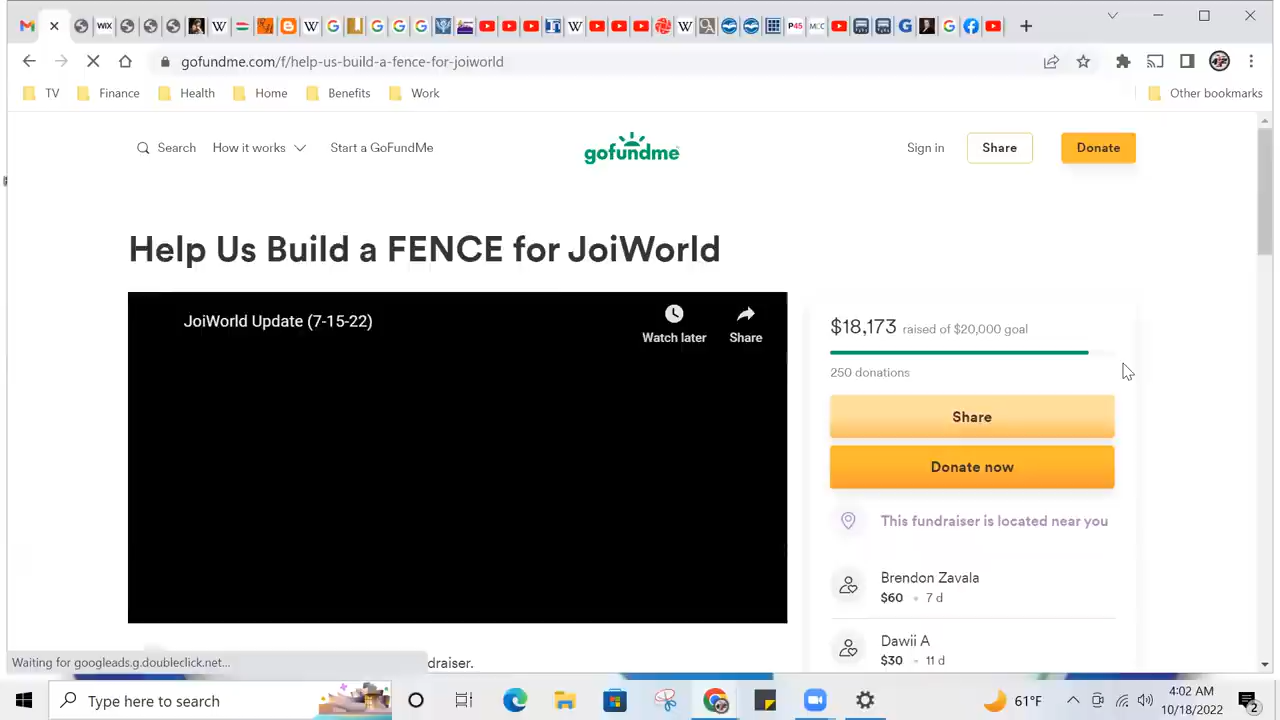 WIX
P45
MCC
gofundme.com/f/help-us-build-a-fence-for-joiworld
TV Finance Health Home Benefits Work Other bookmarks
Search How it works Start a GoFundMe gofundme Sign in Share Donate
Help Us Build a FENCE for JoiWorld
JoiWorld Update (7-15-22)
Watch later Share
$18,173 raised of $20,000 goal
250 donations
Share
Donate now
This fundraiser is located near you
Brendon Zavala
$60 • 7 d
Dawii A
$30 • 11 d
Waiting for googleads.g.doubleclick.net... draiser.
Type here to search
61°F
4:02 AM
10/18/2022
2